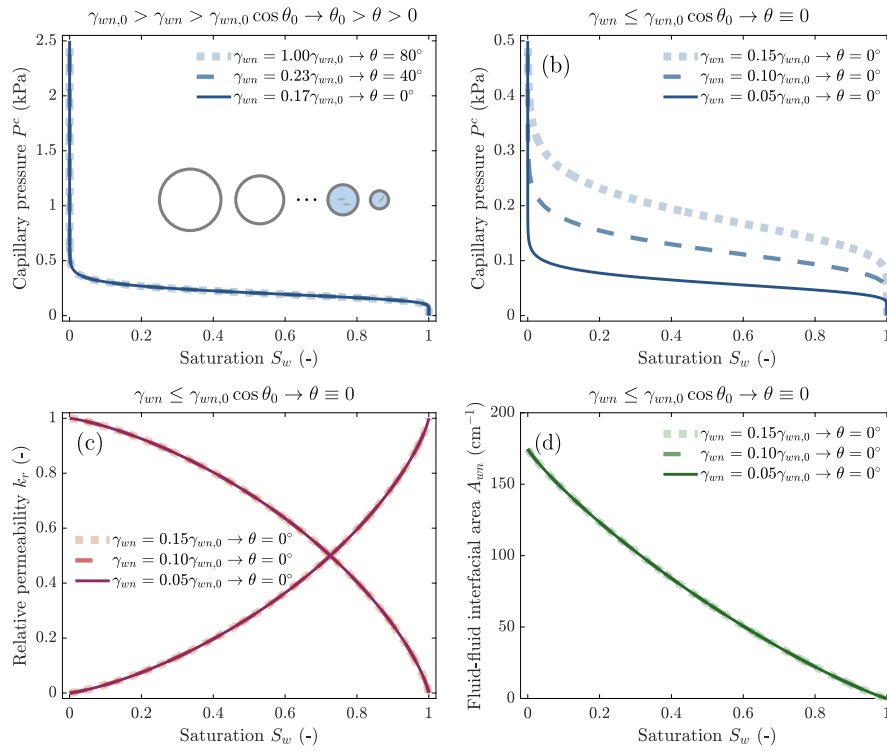 γwn,0 > γwn > γwn,0 cos θ0 → θ0 > θ > 0
2.5
2
1.5
1
0.5
0
Capillary pressure P^c (kPa)
γwn = 1.00γwn,0 → θ = 80°
γwn = 0.23γwn,0 → θ = 40°
γwn = 0.17γwn,0 → θ = 0°
0 0.2 0.4 0.6 0.8 1
Saturation Sw (-)
γwn ≤ γwn,0 cos θ0 → θ ≡ 0
0.5
0.4
0.3
0.2
0.1
0
Capillary pressure P^c (kPa)
(b)
γwn = 0.15γwn,0 → θ = 0°
γwn = 0.10γwn,0 → θ = 0°
γwn = 0.05γwn,0 → θ = 0°
0 0.2 0.4 0.6 0.8 1
Saturation Sw (-)
γwn ≤ γwn,0 cos θ0 → θ ≡ 0
1
0.8
0.6
0.4
0.2
0
Relative permeability kr (-)
(c)
γwn = 0.15γwn,0 → θ = 0°
γwn = 0.10γwn,0 → θ = 0°
γwn = 0.05γwn,0 → θ = 0°
0 0.2 0.4 0.6 0.8 1
Saturation Sw (-)
γwn ≤ γwn,0 cos θ0 → θ ≡ 0
200
150
100
50
0
Fluid-fluid interfacial area Awn (cm⁻¹)
(d)
γwn = 0.15γwn,0 → θ = 0°
γwn = 0.10γwn,0 → θ = 0°
γwn = 0.05γwn,0 → θ = 0°
0 0.2 0.4 0.6 0.8 1
Saturation Sw (-)